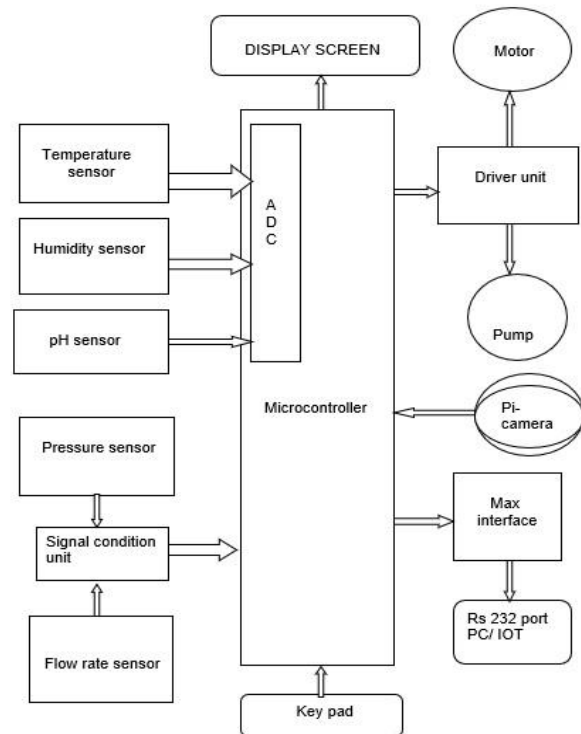 DISPLAY SCREEN
Motor
Temperature
sensor
A
D
C
Driver unit
Humidity sensor
pH sensor
Pump
Microcontroller
Pi-
camera
Pressure sensor
Signal condition
unit
Max
interface
Flow rate sensor
Rs 232 port
PC/ IOT
Key pad